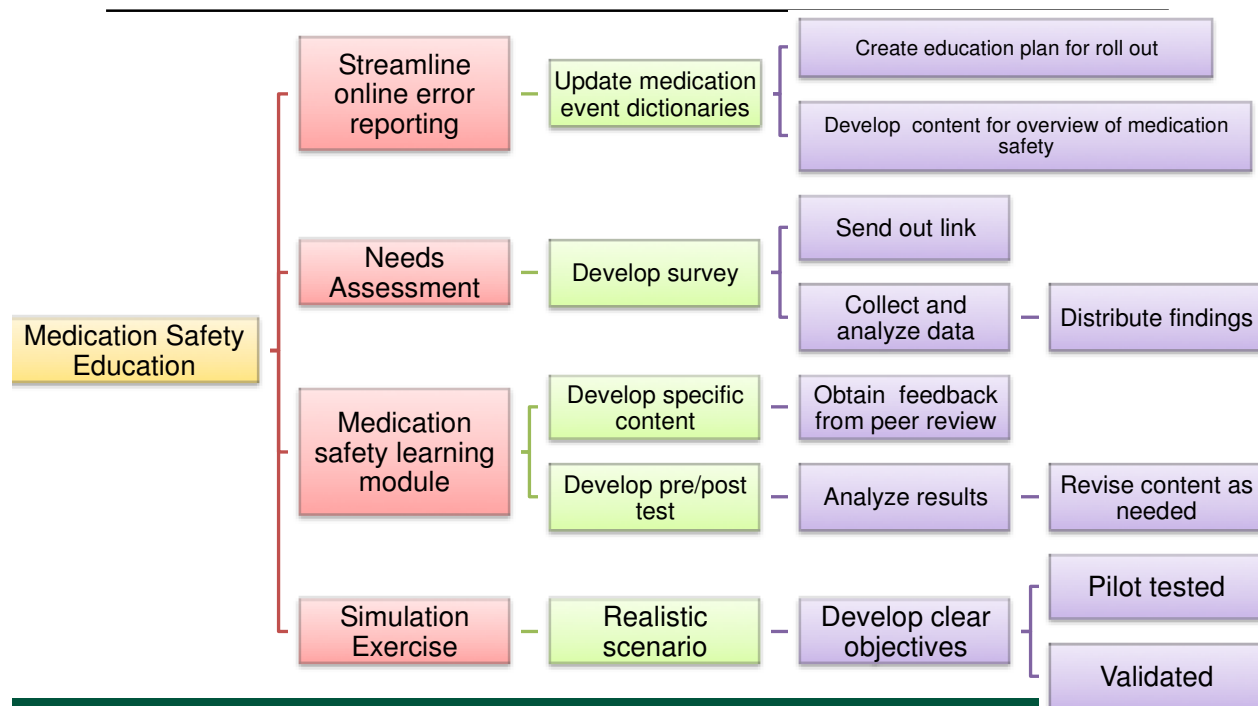 Medication Safety
Education
Streamline
online error
reporting
Update medication
event dictionaries
Create education plan for roll out
Develop content for overview of medication
safety
Needs
Assessment
Develop survey
Send out link
Collect and
analyze data
Distribute findings
Medication
safety learning
module
Develop specific
content
Obtain feedback
from peer review
Develop pre/post
test
Analyze results
Revise content as
needed
Simulation
Exercise
Realistic
scenario
Develop clear
objectives
Pilot tested
Validated